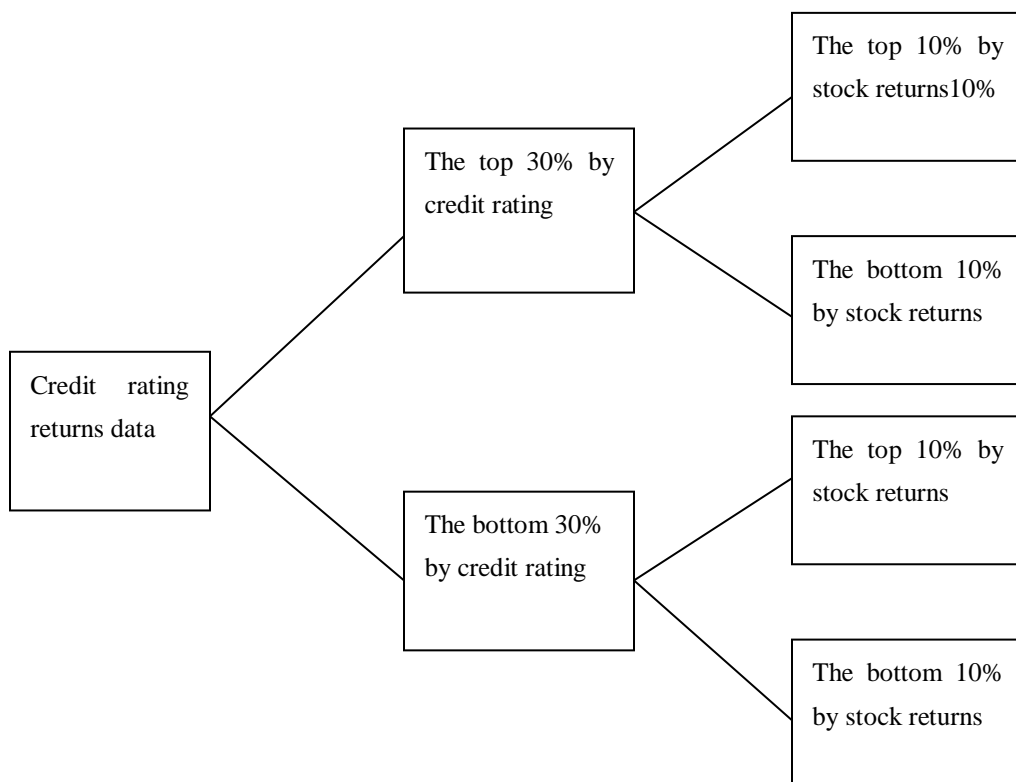 Credit rating
returns data
The top 30% by
credit rating
The bottom 30%
by credit rating
The top 10% by
stock returns10%
The bottom 10%
by stock returns
The top 10% by
stock returns
The bottom 10%
by stock returns